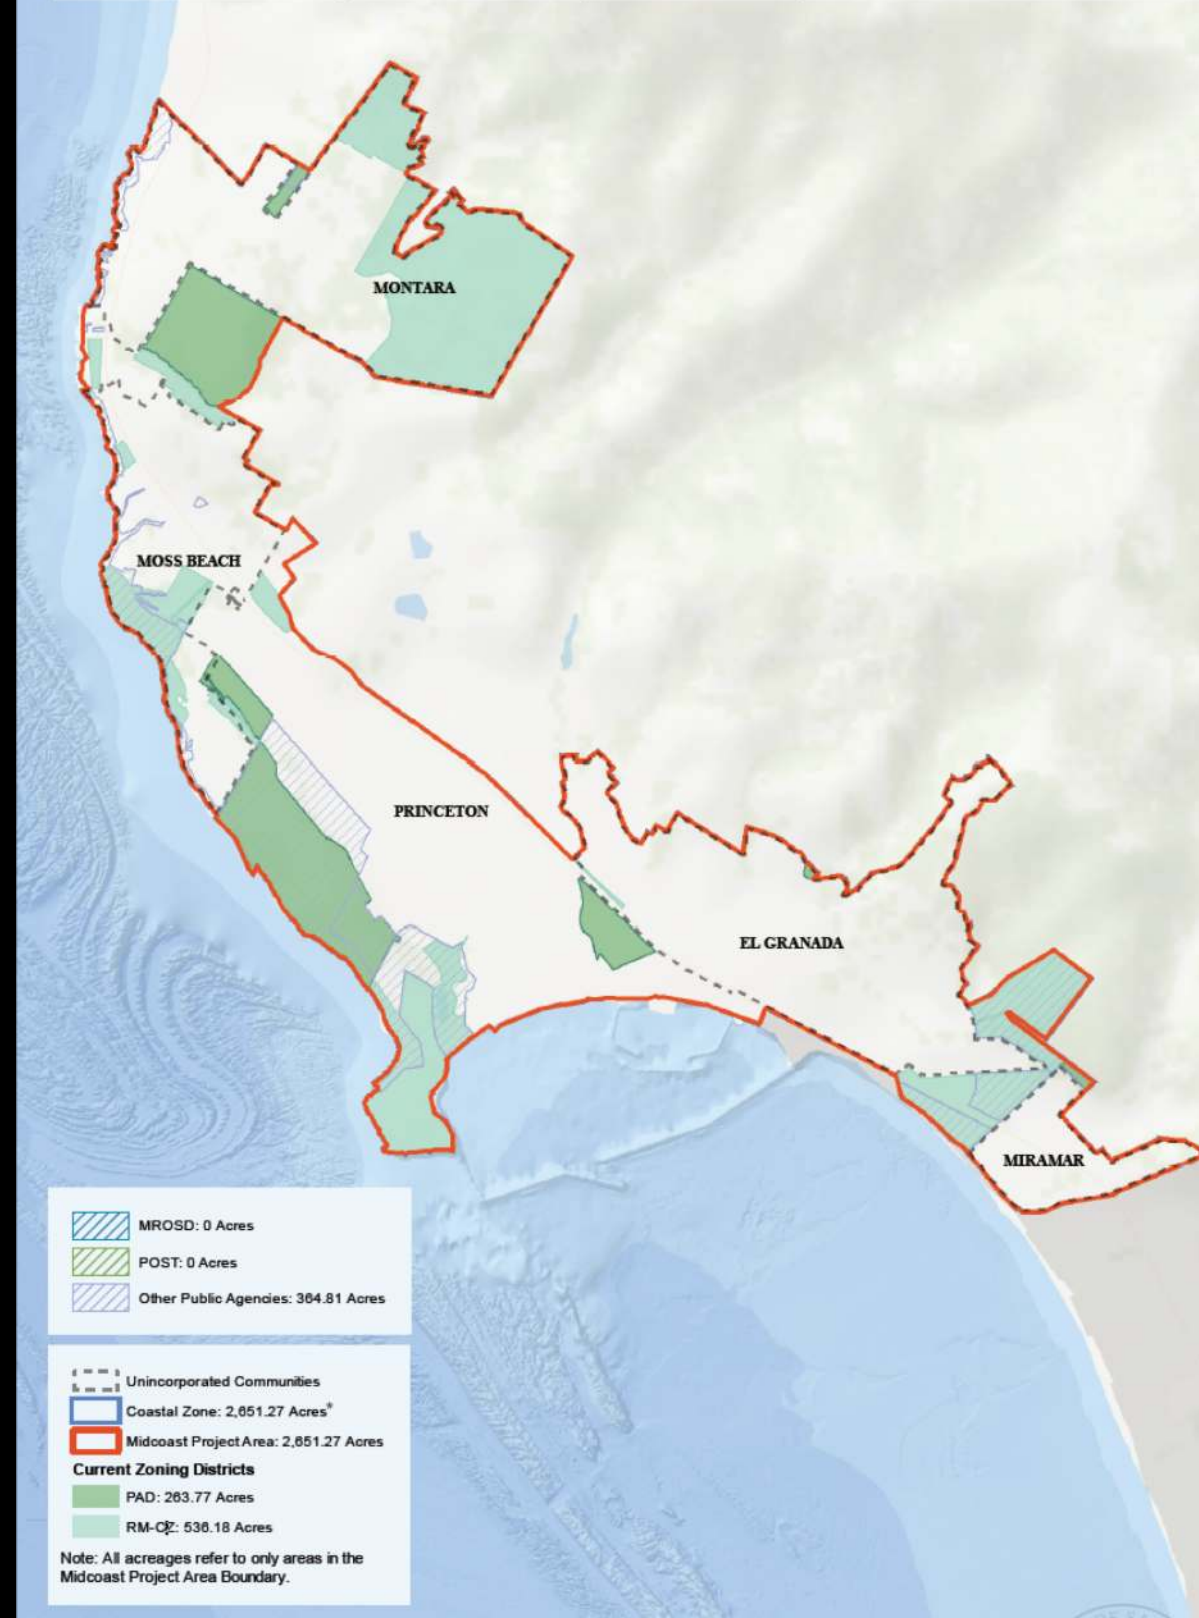 MONTARA
MOSS BEACH
PRINCETON
EL GRANADA
MIRAMAR
MROSD: 0 Acres
POST: 0 Acres
Other Public Agencies: 364.81 Acres
Unincorporated Communities
Coastal Zone: 2,651.27 Acres*
Midcoast Project Area: 2,651.27 Acres
Current Zoning Districts
PAD: 263.77 Acres
RM-CZ: 536.18 Acres
Note: All acreages refer to only areas in the
Midcoast Project Area Boundary.